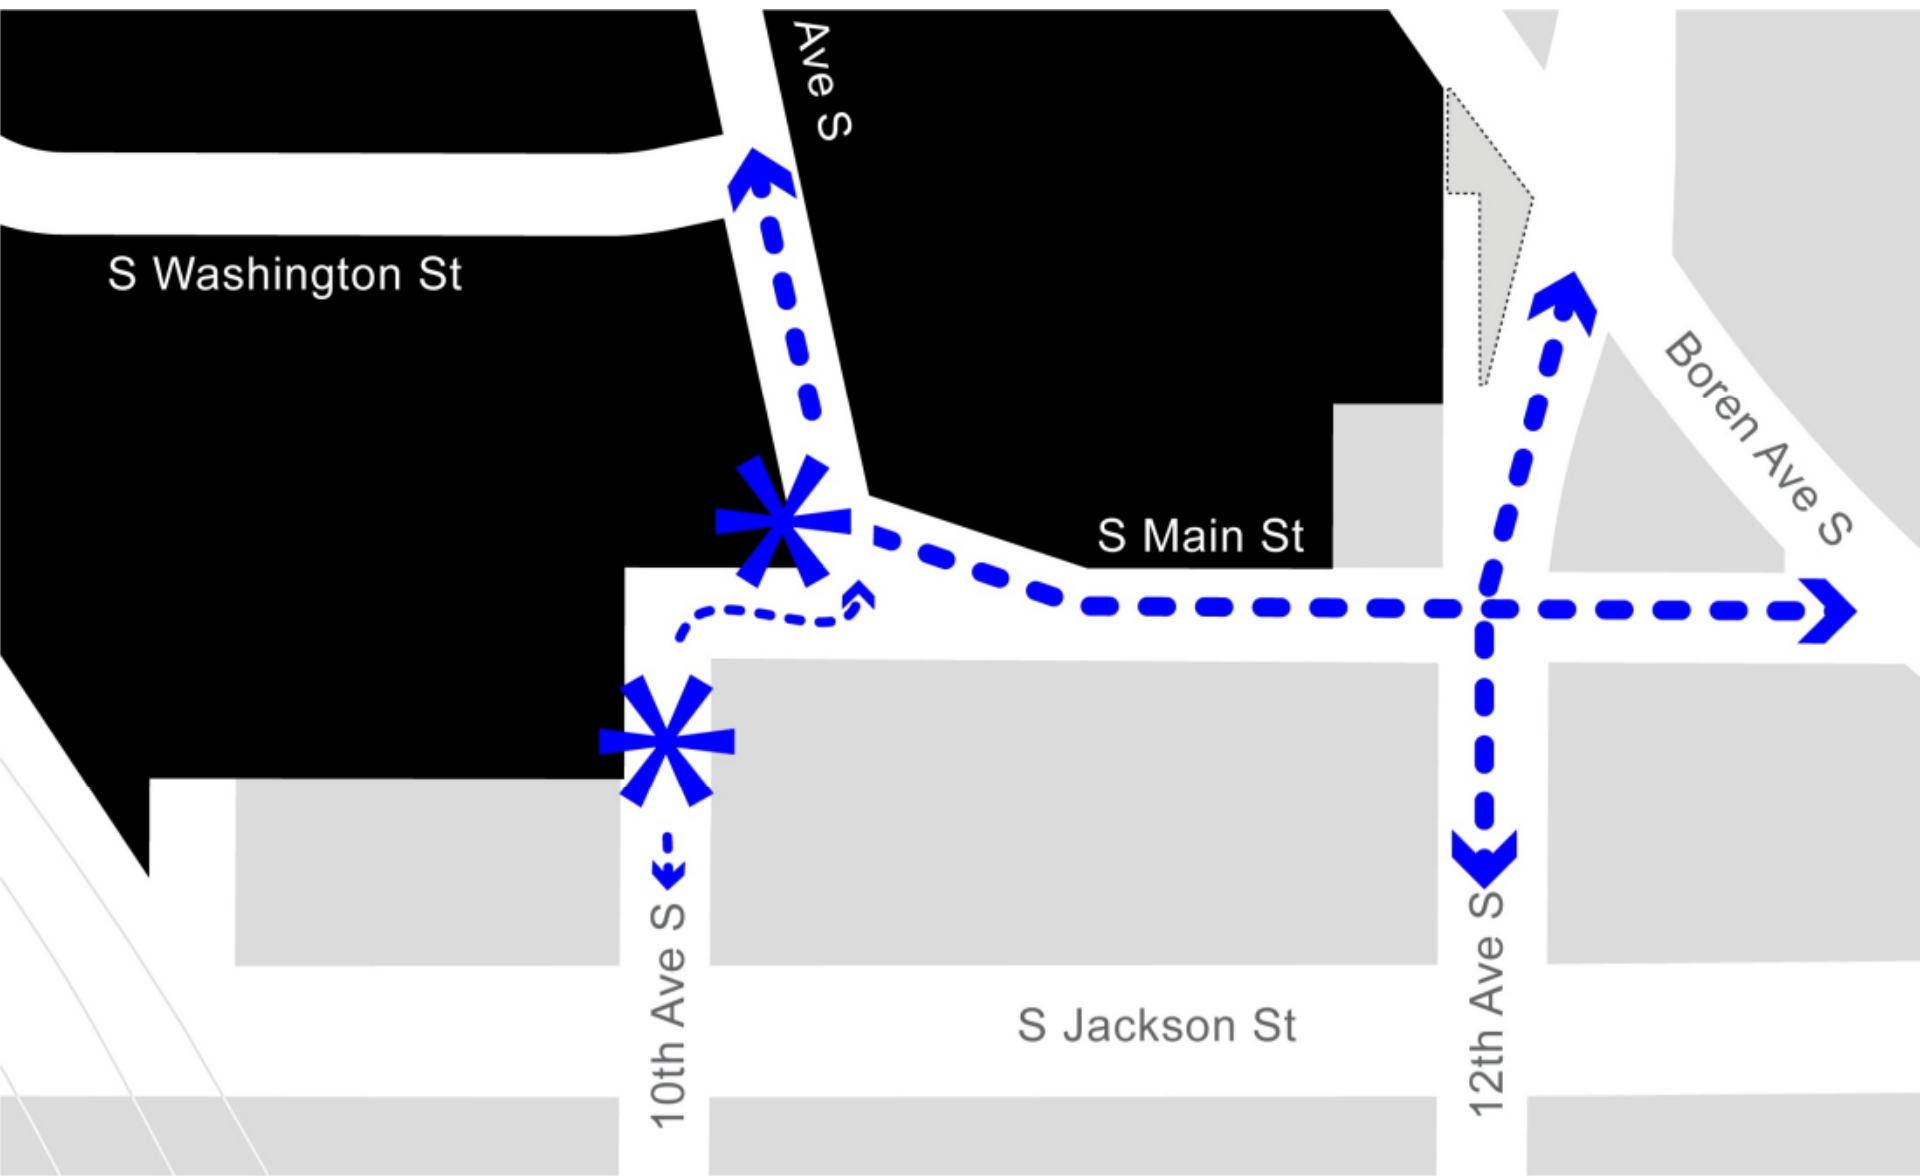 Ave S
S Washington St
Boren Ave S
S Main St
10th Ave S
12th Ave S
S Jackson St